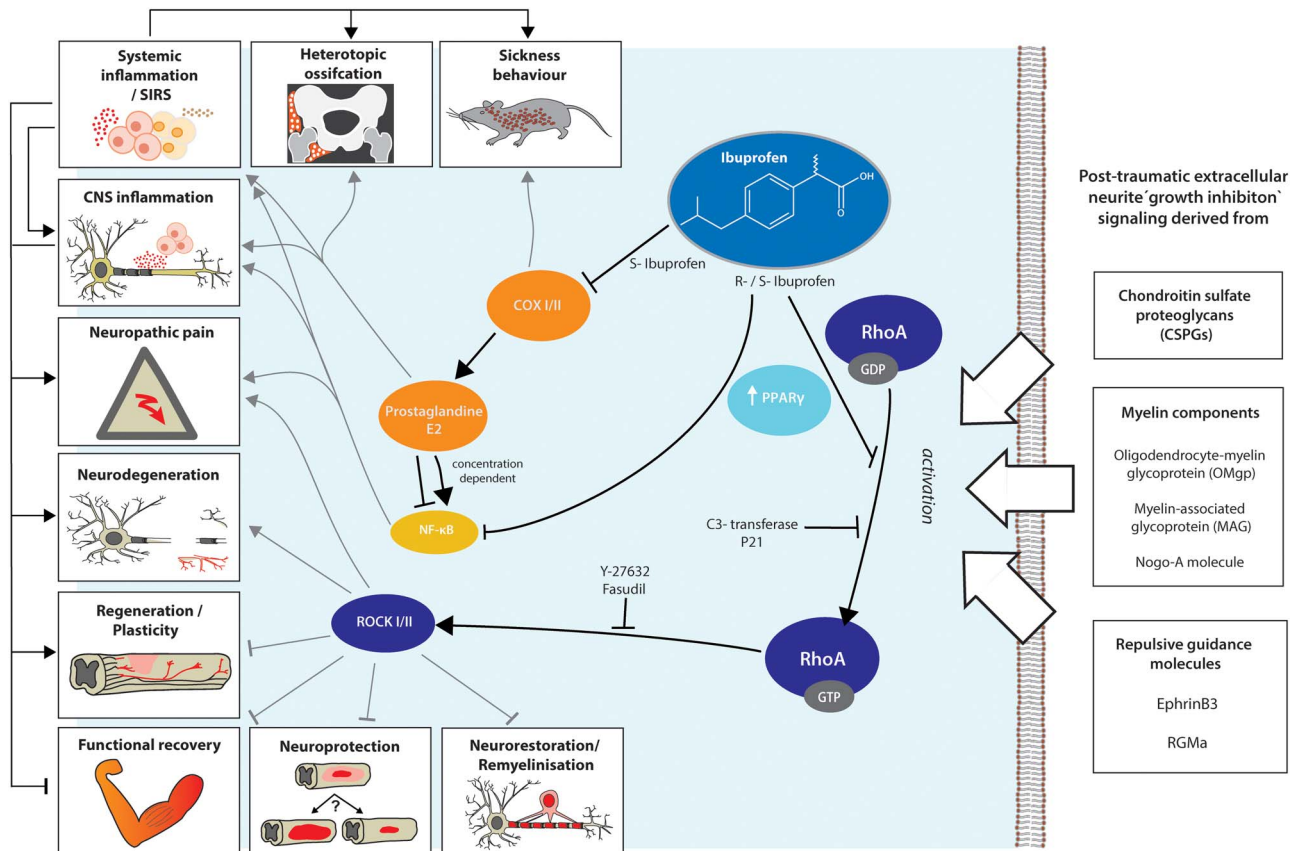 Systemic
inflammation
/ SIRS
Heterotopic
ossifcation
Sickness
behaviour
CNS inflammation
Neuropathic pain
Neurodegeneration
Regeneration /
Plasticity
Functional recovery
Neuroprotection
?
Neurorestoration/
Remyelinisation
Ibuprofen
OH
O
S- Ibuprofen
R- / S- Ibuprofen
COX I/II
RhoA
GDP
PPARγ
Prostaglandine
E2
concentration
dependent
NF-κB
activation
C3- transferase
P21
Y-27632
Fasudil
ROCK I/II
RhoA
GTP
Post-traumatic extracellular
neurite´growth inhibiton`
signaling derived from
Chondroitin sulfate
proteoglycans
(CSPGs)
Myelin components
Oligodendrocyte-myelin
glycoprotein (OMgp)
Myelin-associated
glycoprotein (MAG)
Nogo-A molecule
Repulsive guidance
molecules
EphrinB3
RGMa